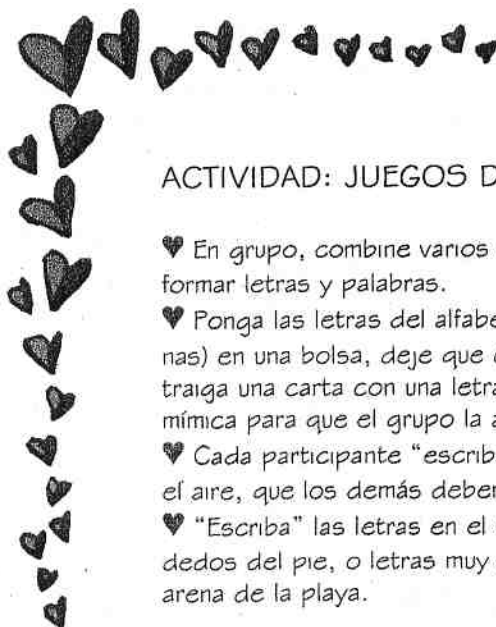 ACTIVIDAD: JUEGOS D
En grupo, combine varios
formar letras y palabras.
Ponga las letras del alfabe
nas) en una bolsa, deje que
traiga una carta con una letra
mímica para que el grupo la a
Cada participante "escrib
el aire, que los demás deber
"Escriba" las letras en el
dedos del pie, o letras muy
arena de la playa.